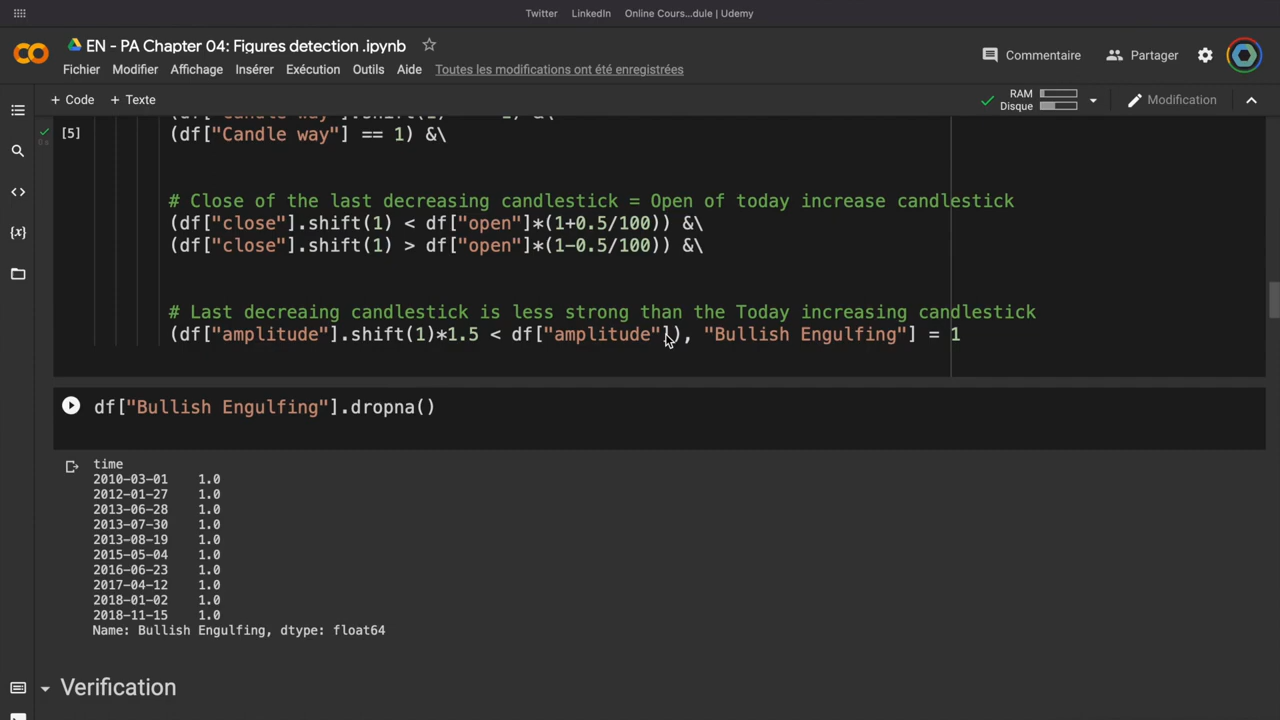 Twitter LinkedIn Online Cours...dule | Udemy
EN - PA Chapter 04: Figures detection .ipynb
Commentaire Partager
Fichier Modifier Affichage Insérer Exécution Outils Aide Toutes les modifications ont été enregistrées
+ Code + Texte RAM Disque Modification
[5] (df["Candle way"] == 1) &\
# Close of the last decreasing candlestick = Open of today increase candlestick
(df["close"].shift(1) < df["open"]*(1+0.5/100)) &\
(df["close"].shift(1) > df["open"]*(1-0.5/100)) &\
# Last decreaing candlestick is less strong than the Today increasing candlestick
(df["amplitude"].shift(1)*1.5 < df["amplitude"]), "Bullish Engulfing"] = 1
df["Bullish Engulfing"].dropna()
time
2010-03-01 1.0
2012-01-27 1.0
2013-06-28 1.0
2013-07-30 1.0
2013-08-19 1.0
2015-05-04 1.0
2016-06-23 1.0
2017-04-12 1.0
2018-01-02 1.0
2018-11-15 1.0
Name: Bullish Engulfing, dtype: float64
Verification